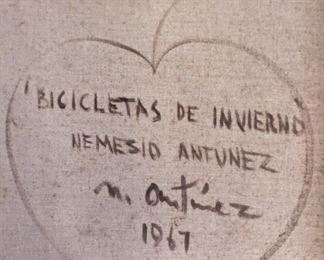 "BICICLETAS DE INVIERNO
NEMESIO ANTUNEZ
N. Antúnez
1967